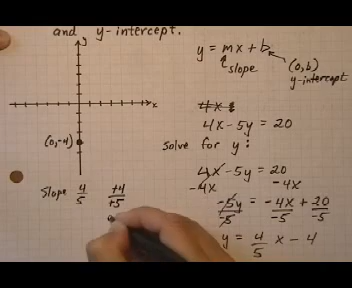 and y-intercept.
y
x
y = mx + b
slope
(0, b)
y-intercept
4x - 5y = 20
Solve for y:
4x - 5y = 20
-4x -4x
-5y/-5 = -4x/-5 + 20/-5
y = 4/5 x - 4
(0, -4)
Slope 4/5 +4/+5